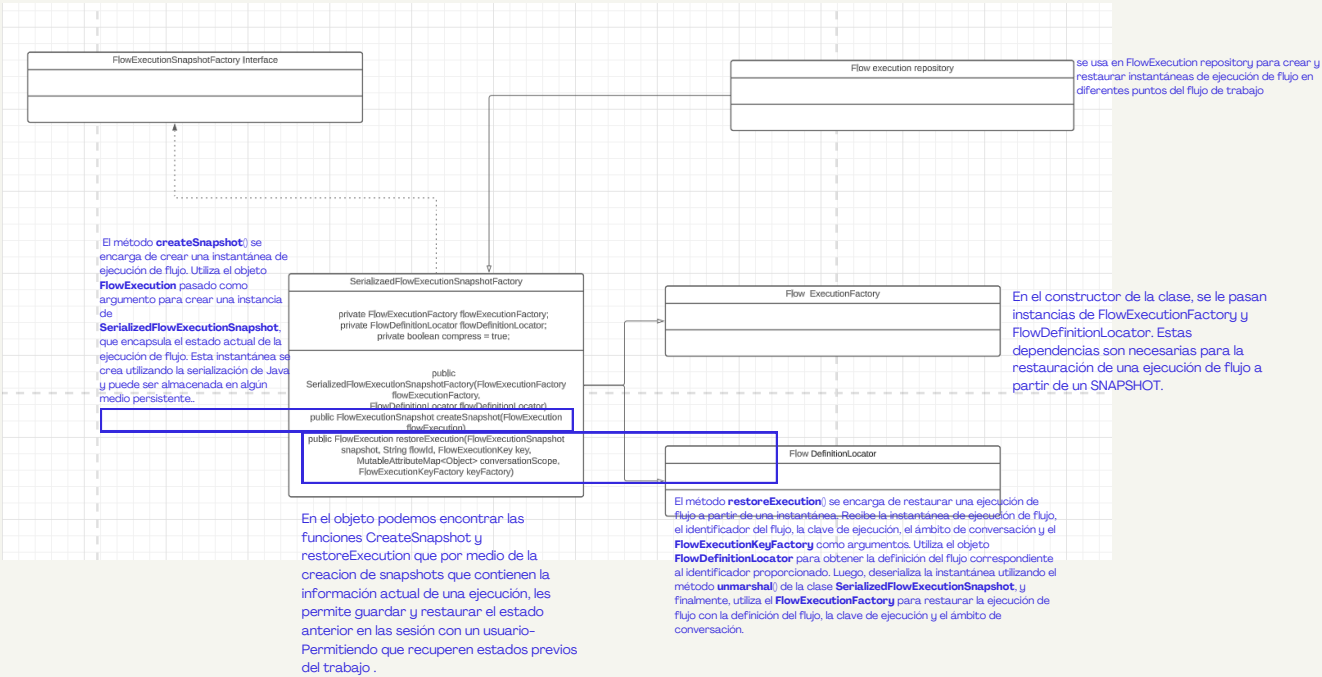 FlowExecutionSnapshotFactory Interface
Flow execution repository
se usa en FlowExecution repository para crear y
restaurar instantáneas de ejecución de flujo en
diferentes puntos del flujo de trabajo
El método createSnapshot() se
encarga de crear una instantánea de
ejecución de flujo. Utiliza el objeto
FlowExecution pasado como
argumento para crear una instancia
de
SerializedFlowExecutionSnapshot,
que encapsula el estado actual de la
ejecución de flujo. Esta instantánea se
crea utilizando la serialización de Java
y puede ser almacenada en algún
medio persistente..
SerializaedFlowExecutionSnapshotFactory
private FlowExecutionFactory flowExecutionFactory;
private FlowDefinitionLocator flowDefinitionLocator;
private boolean compress = true;
public
SerializedFlowExecutionSnapshotFactory(FlowExecutionFactory
flowExecutionFactory,
FlowDefinitionLocator flowDefinitionLocator)
public FlowExecutionSnapshot createSnapshot(FlowExecution
flowExecution)
public FlowExecution restoreExecution(FlowExecutionSnapshot
snapshot, String flowId, FlowExecutionKey key,
MutableAttributeMap<Object> conversationScope,
FlowExecutionKeyFactory keyFactory)
Flow ExecutionFactory
En el constructor de la clase, se le pasan
instancias de FlowExecutionFactory y
FlowDefinitionLocator. Estas
dependencias son necesarias para la
restauración de una ejecución de flujo a
partir de un SNAPSHOT.
Flow DefinitionLocator
El método restoreExecution() se encarga de restaurar una ejecución de
flujo a partir de una instantánea. Recibe la instantánea de ejecución de flujo,
el identificador del flujo, la clave de ejecución, el ámbito de conversación y el
FlowExecutionKeyFactory como argumentos. Utiliza el objeto
FlowDefinitionLocator para obtener la definición del flujo correspondiente
al identificador proporcionado. Luego, deserializa la instantánea utilizando el
método unmarshal() de la clase SerializedFlowExecutionSnapshot, y
finalmente, utiliza el FlowExecutionFactory para restaurar la ejecución de
flujo con la definición del flujo, la clave de ejecución y el ámbito de
conversación.
En el objeto podemos encontrar las
funciones CreateSnapshot y
restoreExecution que por medio de la
creacion de snapshots que contienen la
información actual de una ejecución, les
permite guardar y restaurar el estado
anterior en las sesión con un usuario-
Permitiendo que recuperen estados previos
del trabajo .